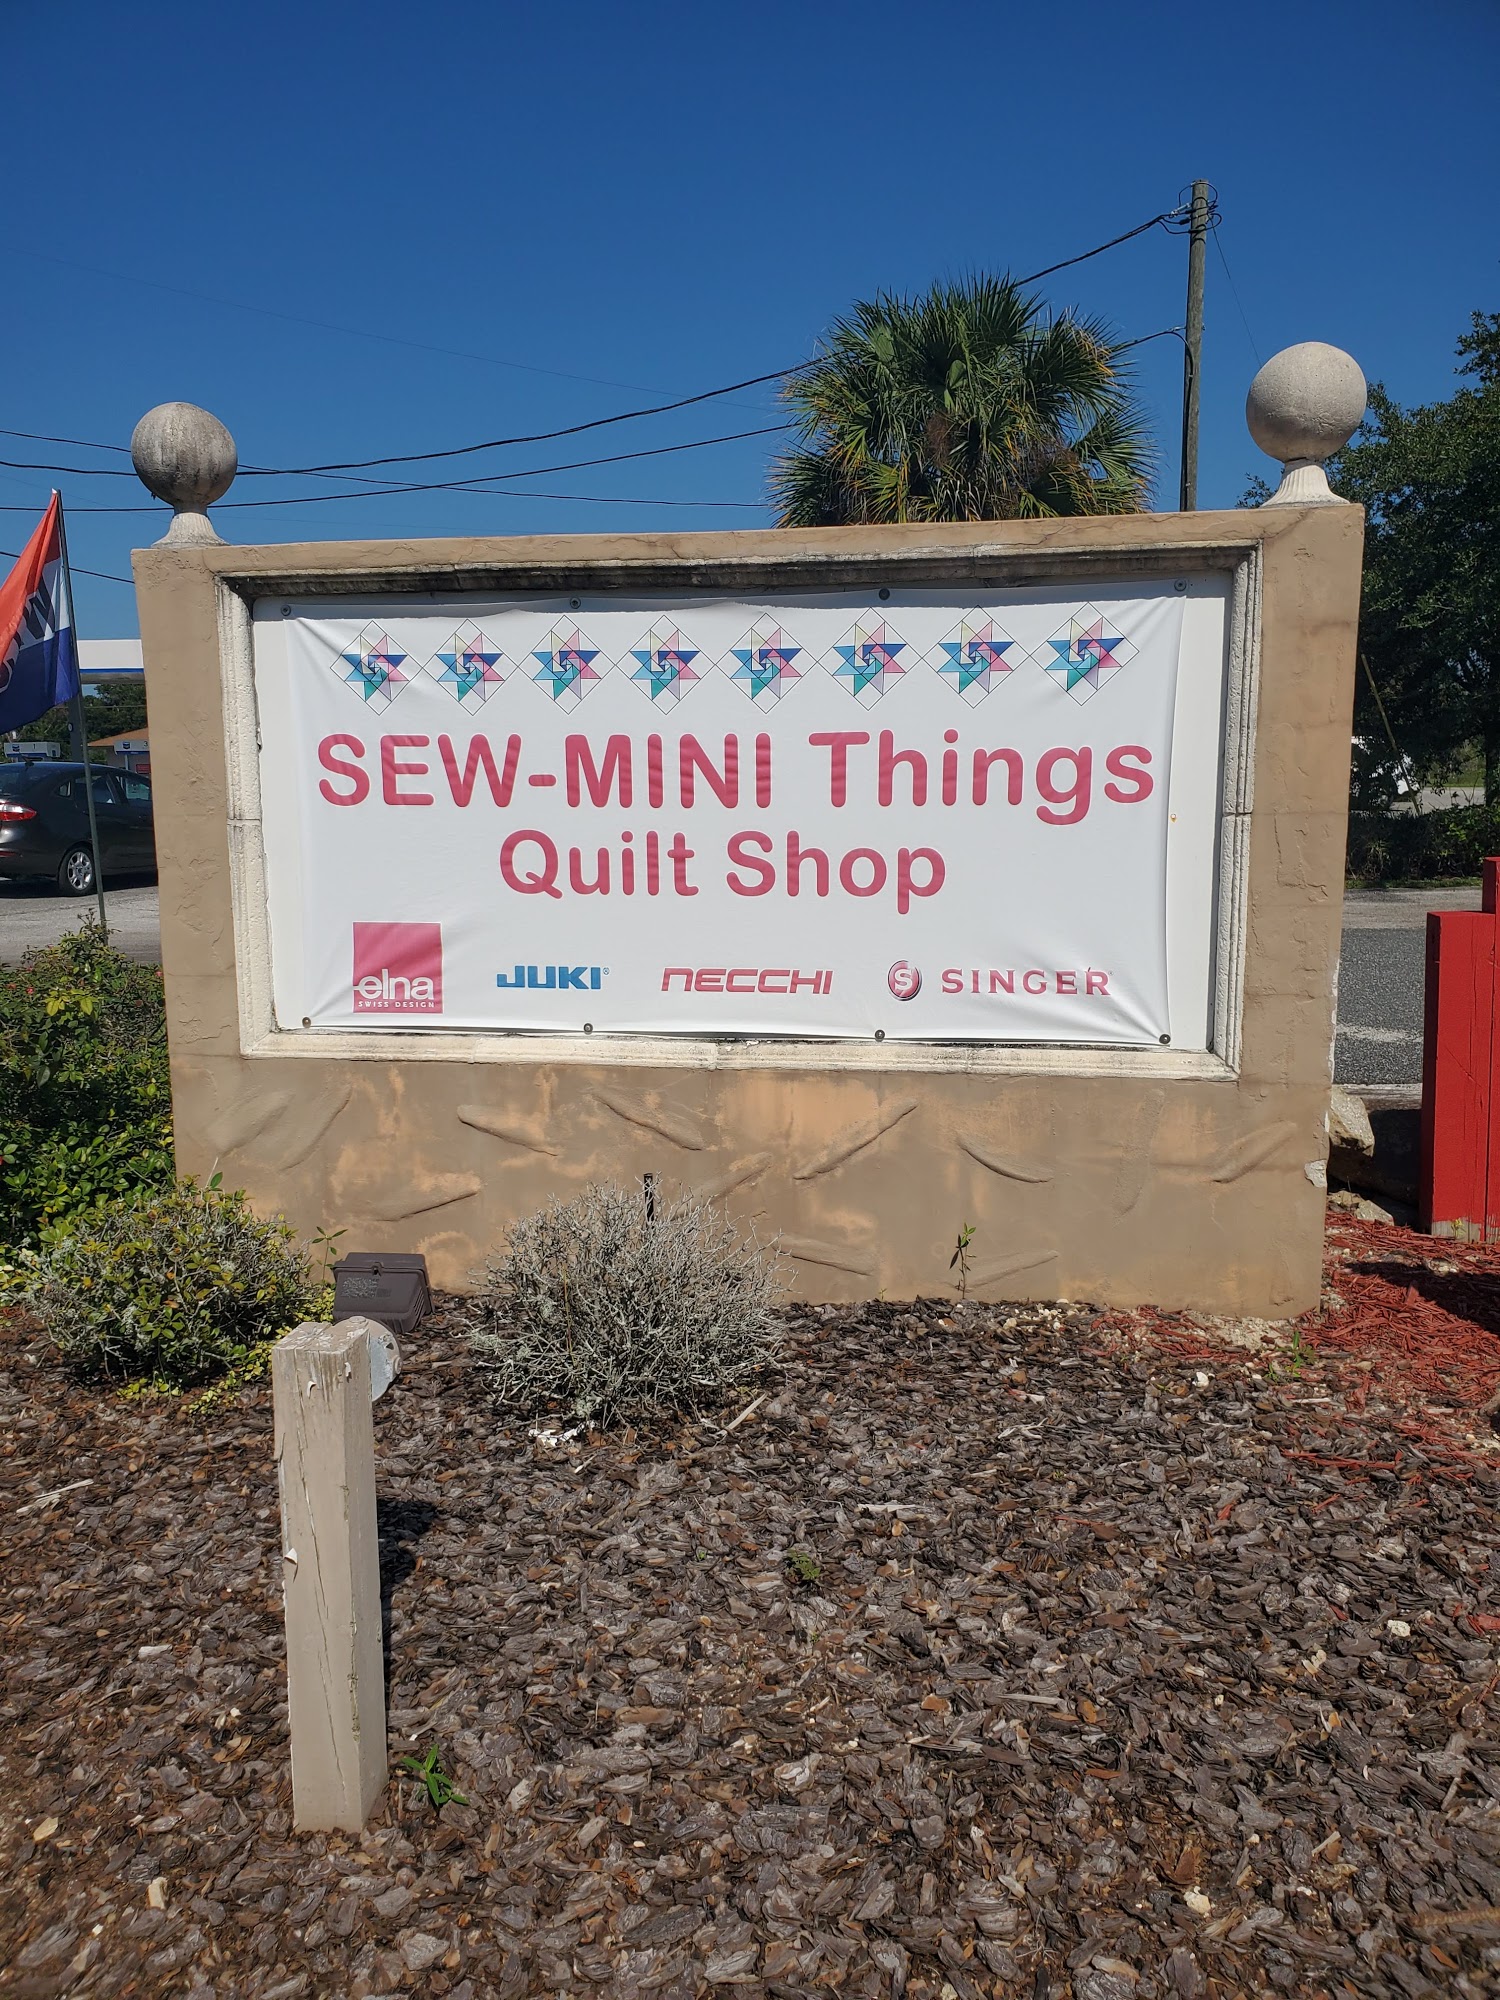 SEW-MINI Things
Quilt Shop
elna
SWISS DESIGN
JUKI®
NECCHI
S SINGER